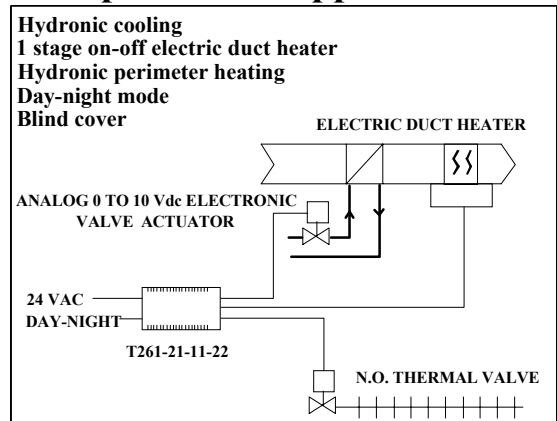 Hydronic cooling
1 stage on-off electric duct heater
Hydronic perimeter heating
Day-night mode
Blind cover
ELECTRIC DUCT HEATER
ANALOG 0 TO 10 Vdc ELECTRONIC
VALVE ACTUATOR
24 VAC
DAY-NIGHT
T261-21-11-22
N.O. THERMAL VALVE